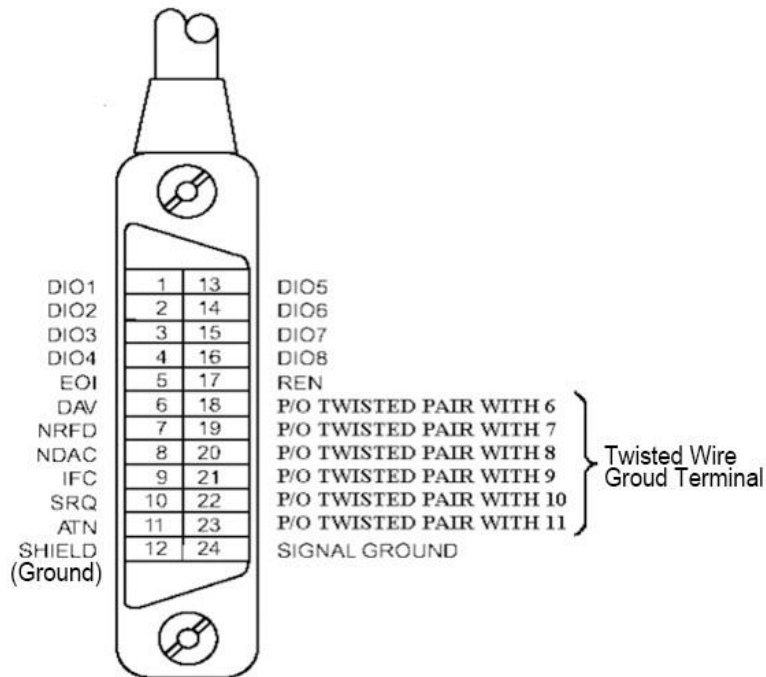 DIO1 1 13 DIO5
DIO2 2 14 DIO6
DIO3 3 15 DIO7
DIO4 4 16 DIO8
EOI 5 17 REN
DAV 6 18 P/O TWISTED PAIR WITH 6
NRFD 7 19 P/O TWISTED PAIR WITH 7
NDAC 8 20 P/O TWISTED PAIR WITH 8
IFC 9 21 P/O TWISTED PAIR WITH 9
SRQ 10 22 P/O TWISTED PAIR WITH 10
ATN 11 23 P/O TWISTED PAIR WITH 11
SHIELD 12 24 SIGNAL GROUND
(Ground)
Twisted Wire
Groud Terminal